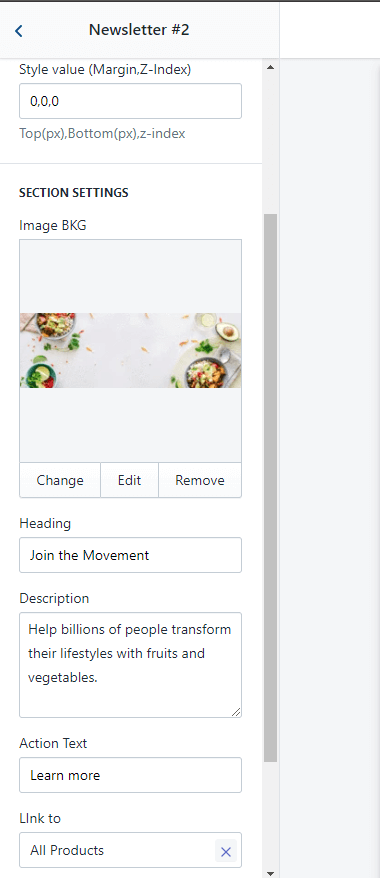 Newsletter #2
Style value (Margin,Z-Index)
0,0,0
Top(px),Bottom(px),z-index
SECTION SETTINGS
Image BKG
Change Edit Remove
Heading
Join the Movement
Description
Help billions of people transform
their lifestyles with fruits and
vegetables.
Action Text
Learn more
LInk to
All Products